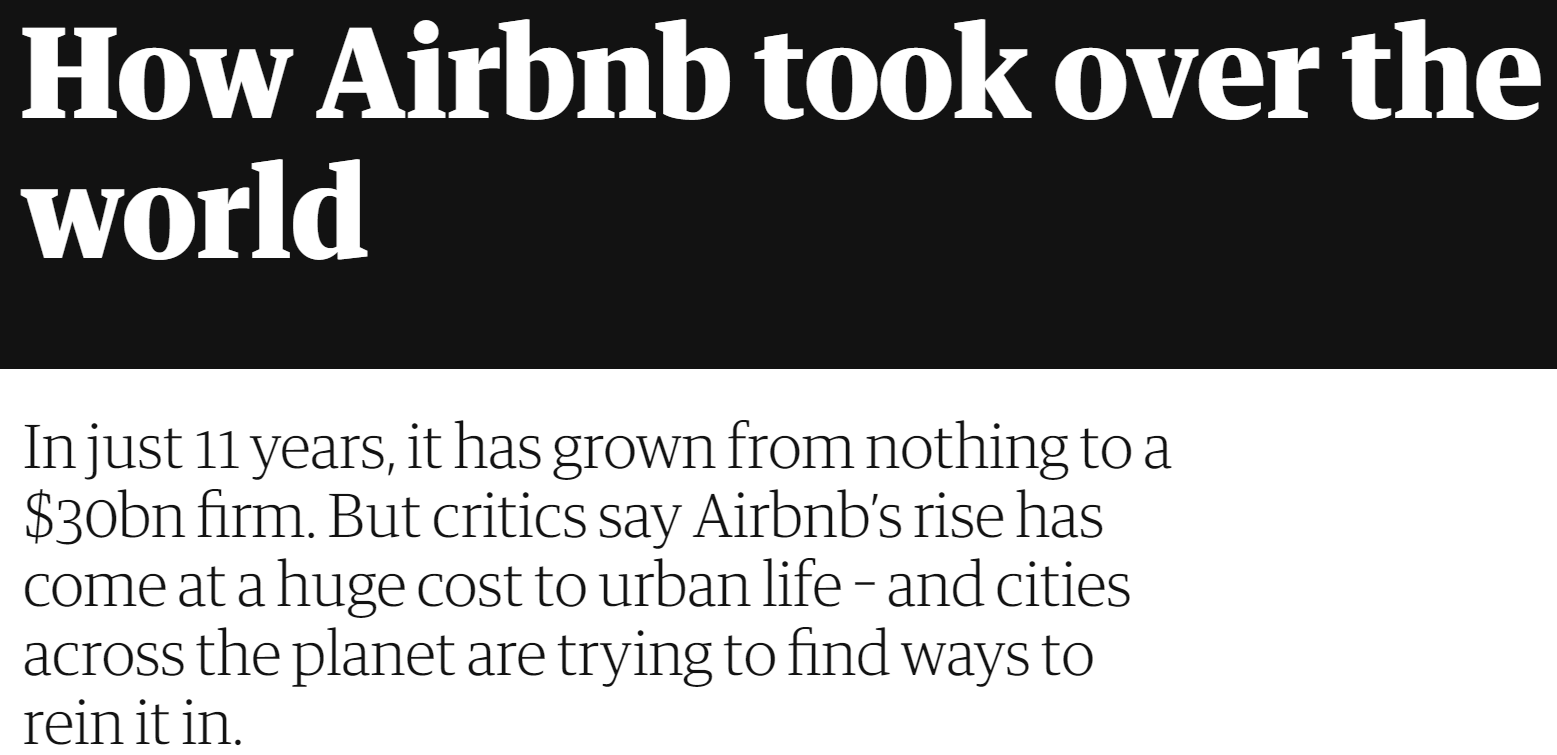 How Airbnb took over the
world
In just 11 years, it has grown from nothing to a
$30bn firm. But critics say Airbnb’s rise has
come at a huge cost to urban life – and cities
across the planet are trying to find ways to
rein it in.